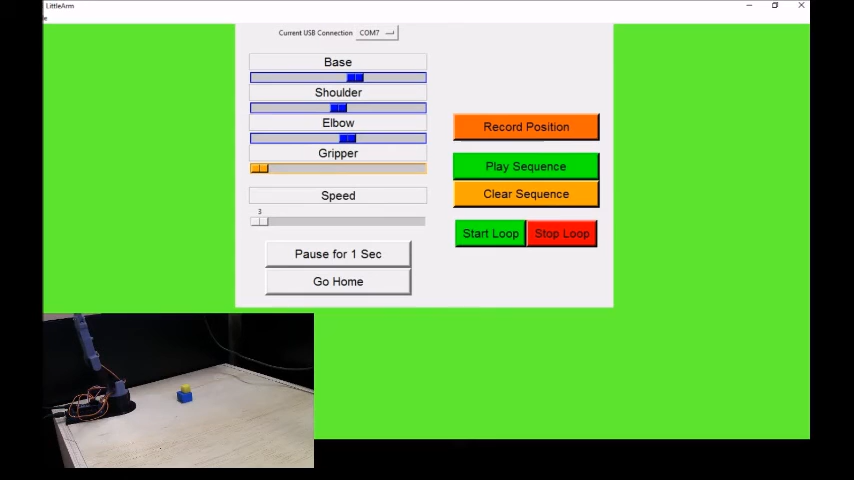 LittleArm
Current USB Connection COM7
Base
Shoulder
Elbow
Record Position
Gripper
Play Sequence
Speed
Clear Sequence
3
Start Loop Stop Loop
Pause for 1 Sec
Go Home